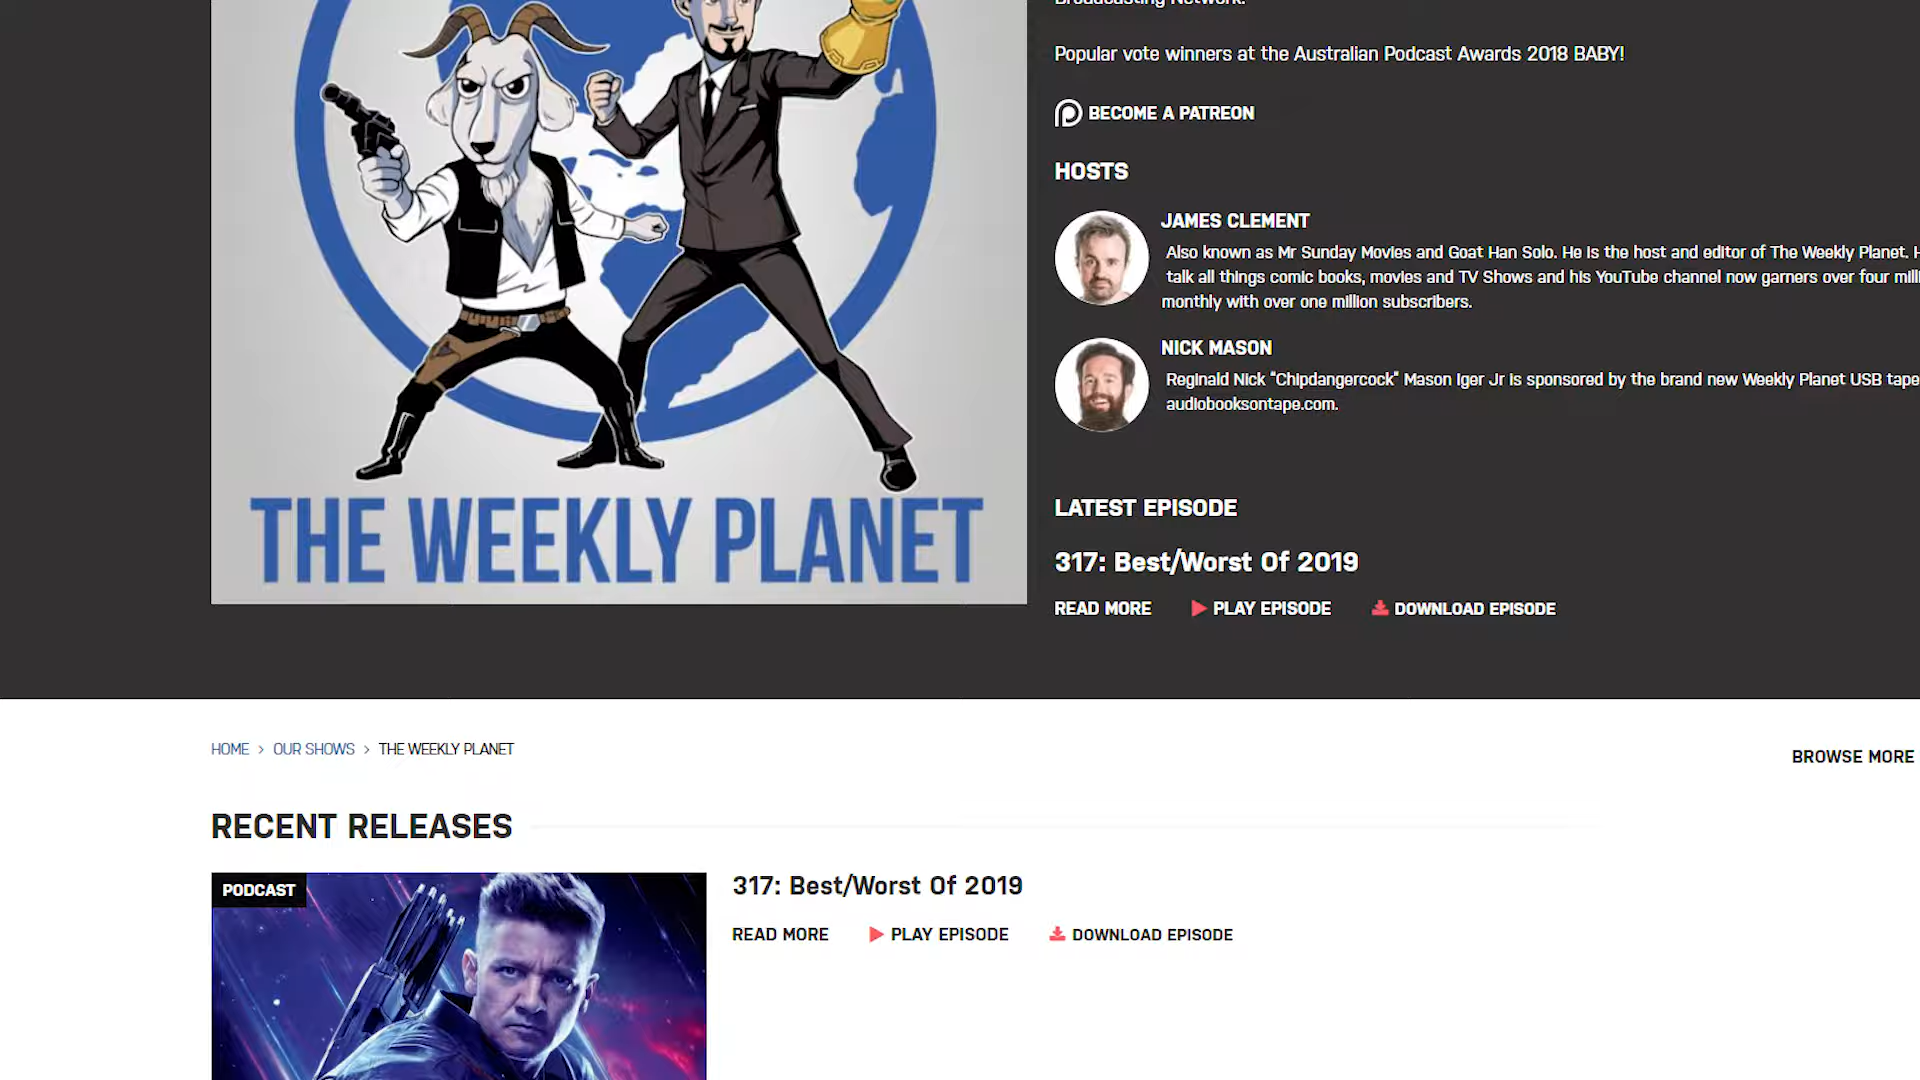 Broadcasting Network.
Popular vote winners at the Australian Podcast Awards 2018 BABY!
BECOME A PATREON
HOSTS
JAMES CLEMENT
Also known as Mr Sunday Movies and Goat Han Solo. He is the host and editor of The Weekly Planet. H
talk all things comic books, movies and TV Shows and his YouTube channel now garners over four mill
monthly with over one million subscribers.
NICK MASON
Reginald Nick "Chipdangercock" Mason Iger Jr is sponsored by the brand new Weekly Planet USB tape
audiobooksontape.com.
THE WEEKLY PLANET
LATEST EPISODE
317: Best/Worst Of 2019
READ MORE PLAY EPISODE DOWNLOAD EPISODE
HOME > OUR SHOWS > THE WEEKLY PLANET
BROWSE MORE
RECENT RELEASES
PODCAST
317: Best/Worst Of 2019
READ MORE PLAY EPISODE DOWNLOAD EPISODE